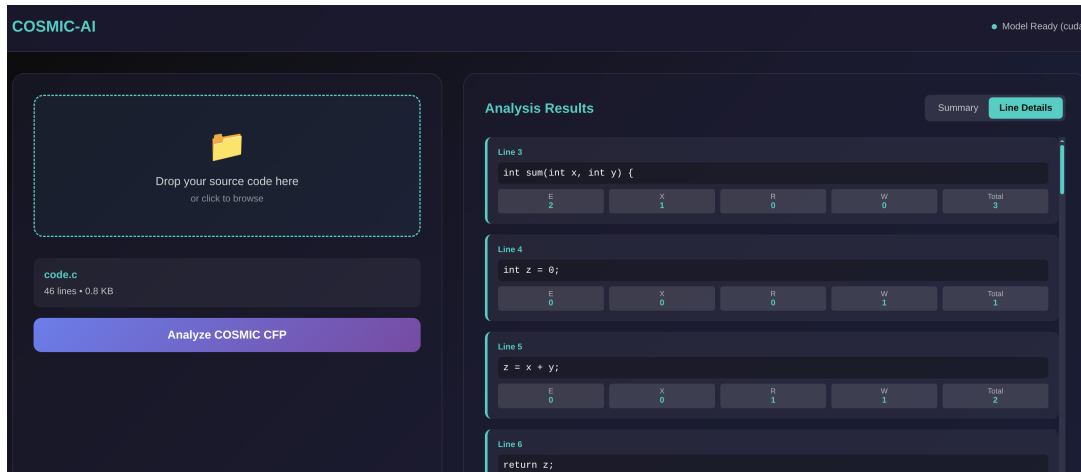 COSMIC-AI
Model Ready (cuda
Drop your source code here
or click to browse
code.c
46 lines • 0.8 KB
Analyze COSMIC CFP
Analysis Results
Summary
Line Details
Line 3
int sum(int x, int y) {
E X R W Total
2 1 0 0 3
Line 4
int z = 0;
E X R W Total
0 0 0 1 1
Line 5
z = x + y;
E X R W Total
0 0 1 1 2
Line 6
return z;